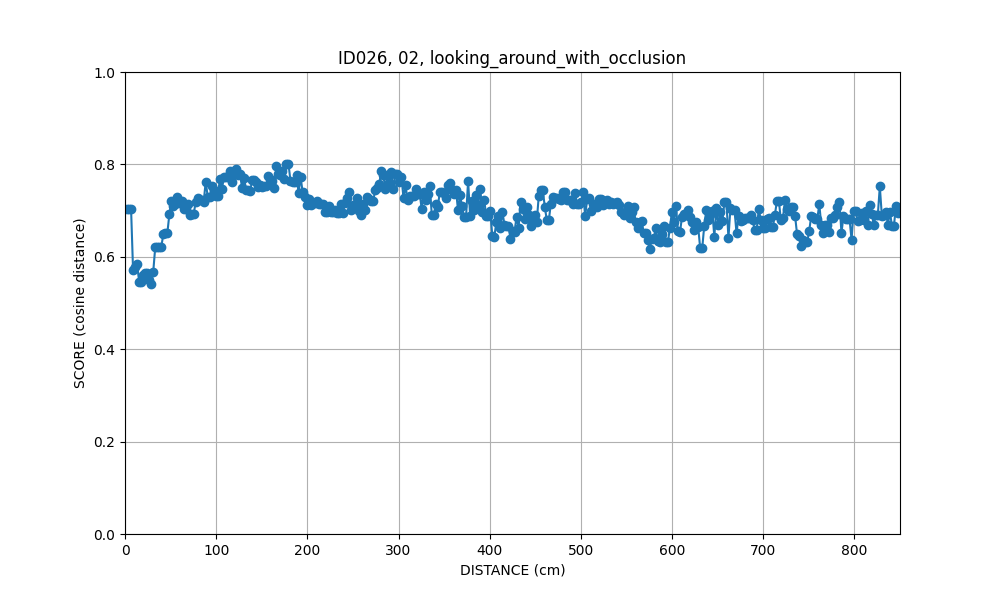 ID026, 02, looking_around_with_occlusion
1.0
0.8
0.6
0.4
0.2
0.0
SCORE (cosine distance)
0 100 200 300 400 500 600 700 800
DISTANCE (cm)